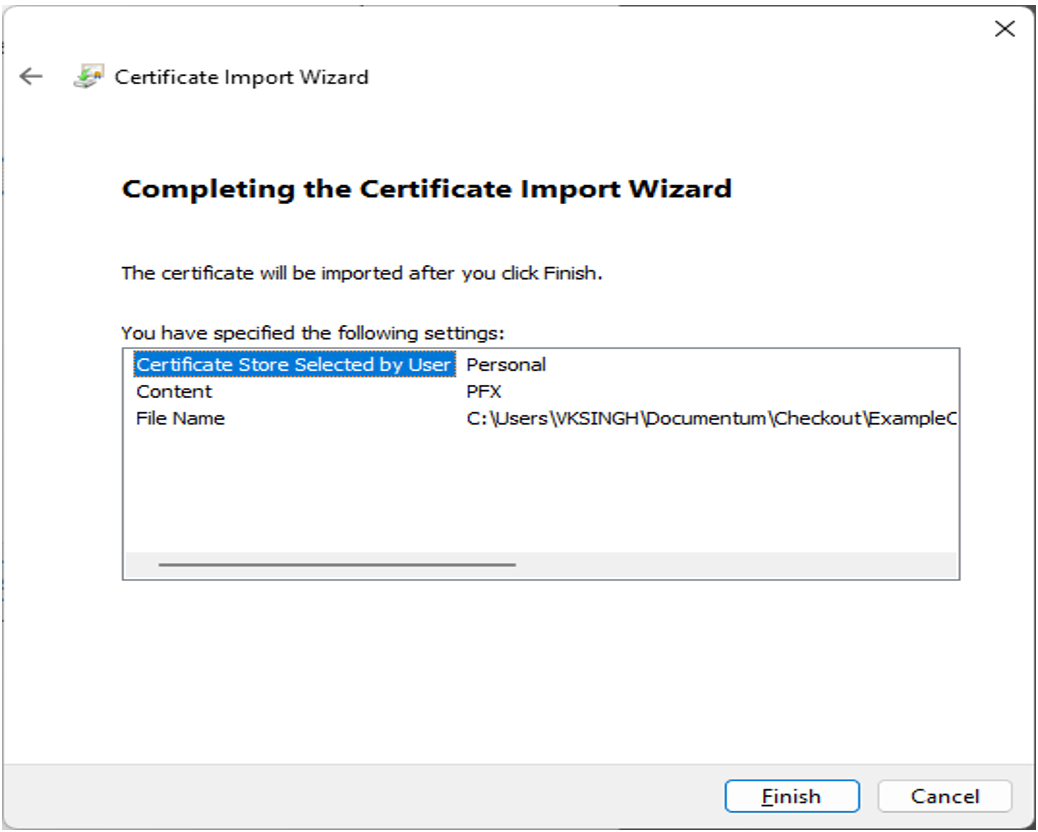 Certificate Import Wizard
Completing the Certificate Import Wizard
The certificate will be imported after you click Finish.
You have specified the following settings:
Certificate Store Selected by User Personal
Content PFX
File Name C:\Users\VKSINGH\Documentum\Checkout\ExampleC
Finish Cancel